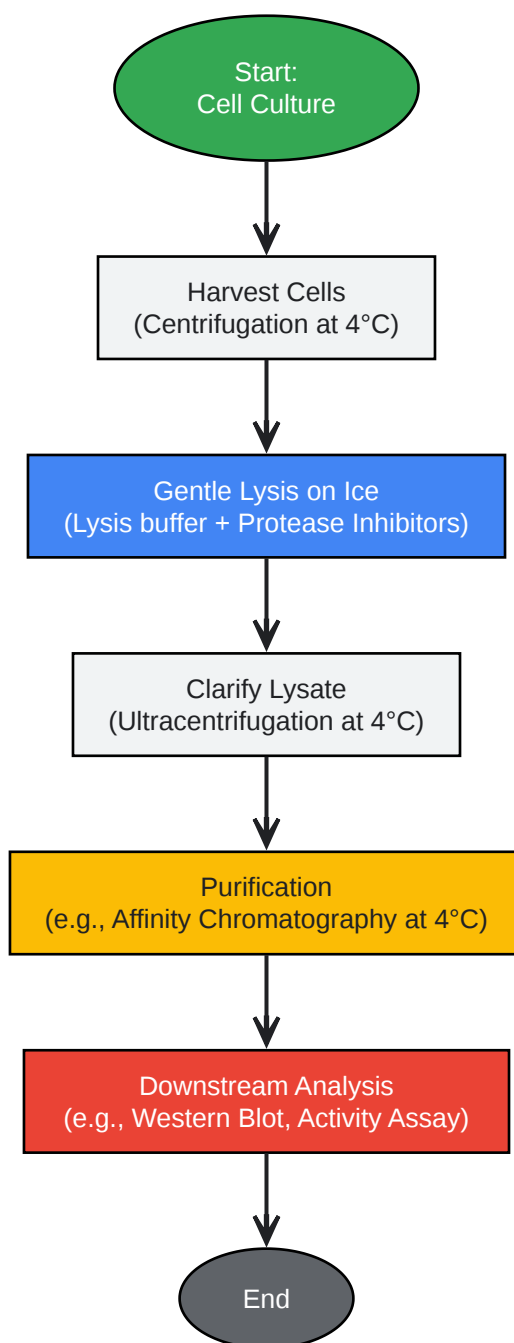 Start:
Cell Culture
Harvest Cells
(Centrifugation at 4°C)
Gentle Lysis on Ice
(Lysis buffer + Protease Inhibitors)
Clarify Lysate
(Ultracentrifugation at 4°C)
Purification
(e.g., Affinity Chromatography at 4°C)
Downstream Analysis
(e.g., Western Blot, Activity Assay)
End